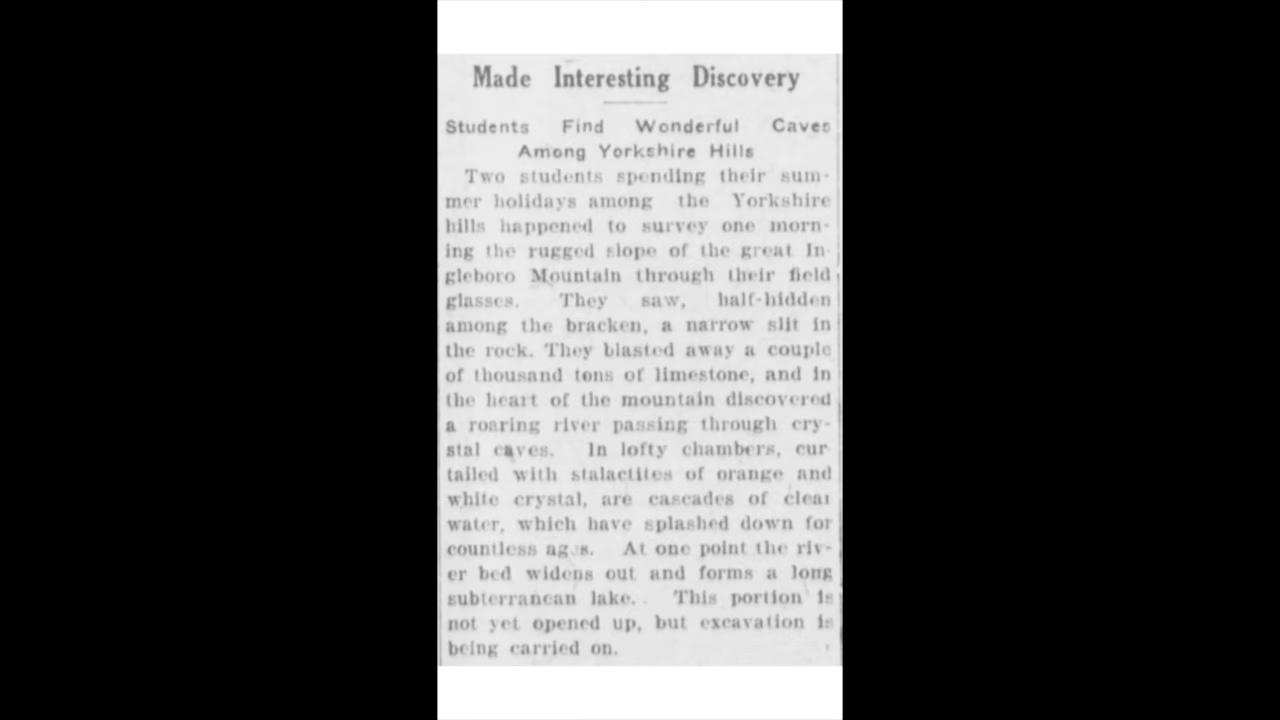 Made Interesting Discovery
Students Find Wonderful Caves
Among Yorkshire Hills
Two students spending their sum-
mer holidays among the Yorkshire
hills happened to survey one morn-
ing the rugged slope of the great In-
gleboro Mountain through their field
glasses. They saw, half-hidden
among the bracken, a narrow slit in
the rock. They blasted away a couple
of thousand tons of limestone, and in
the heart of the mountain discovered
a roaring river passing through cry-
stal caves. In lofty chambers, cur
tailed with stalactites of orange and
white crystal, are cascades of clear
water, which have splashed down for
countless ages. At one point the riv-
er bed widens out and forms a long
subterranean lake. This portion is
not yet opened up, but excavation is
being carried on.